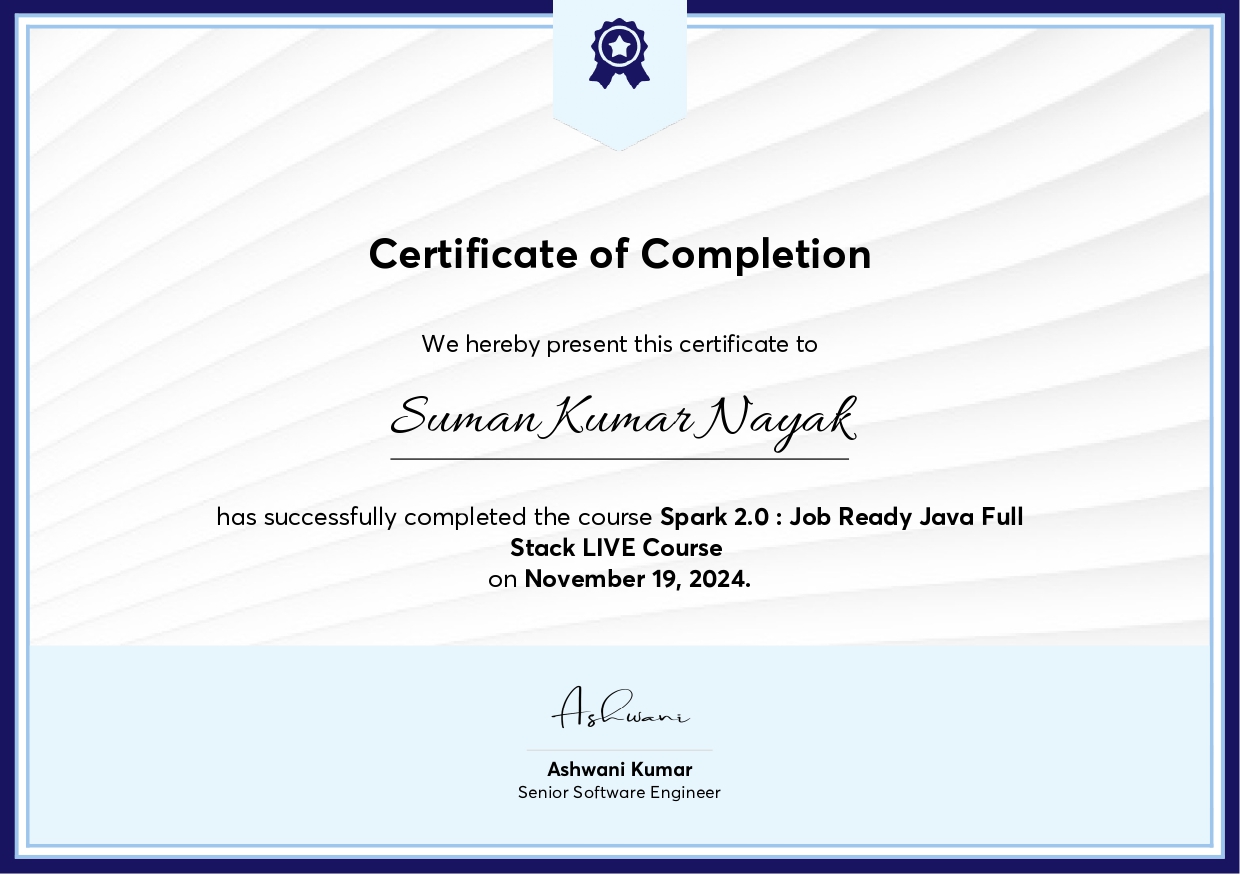 Certificate of Completion
We hereby present this certificate to
Suman Kumar Nayak
has successfully completed the course Spark 2.0 : Job Ready Java Full
Stack LIVE Course
on November 19, 2024.
Ashwani
Ashwani Kumar
Senior Software Engineer